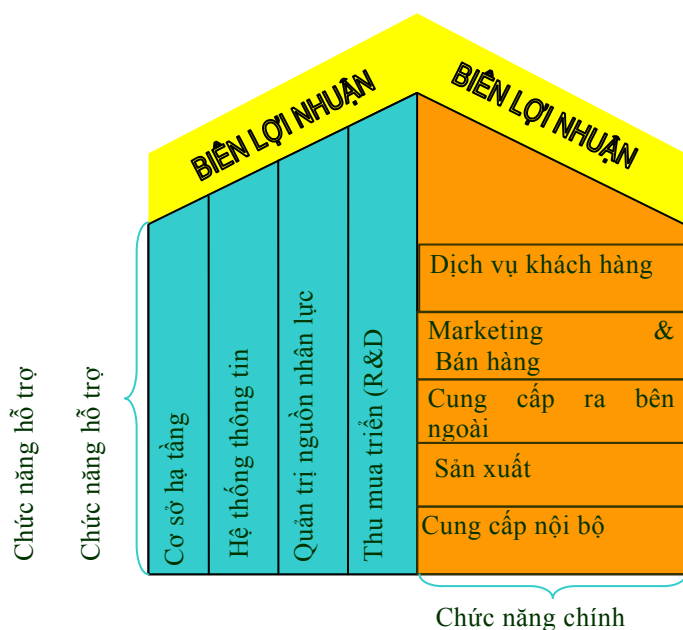 BIÊN LỢI NHUẬN
BIÊN LỢI NHUẬN
Chức năng hỗ trợ
Chức năng hỗ trợ
Cơ sở hạ tầng
Hệ thống thông tin
Quản trị nguồn nhân lực
Thu mua triển (R&D
Dịch vụ khách hàng
Marketing &
Bán hàng
Cung cấp ra bên
ngoài
Sản xuất
Cung cấp nội bộ
Chức năng chính